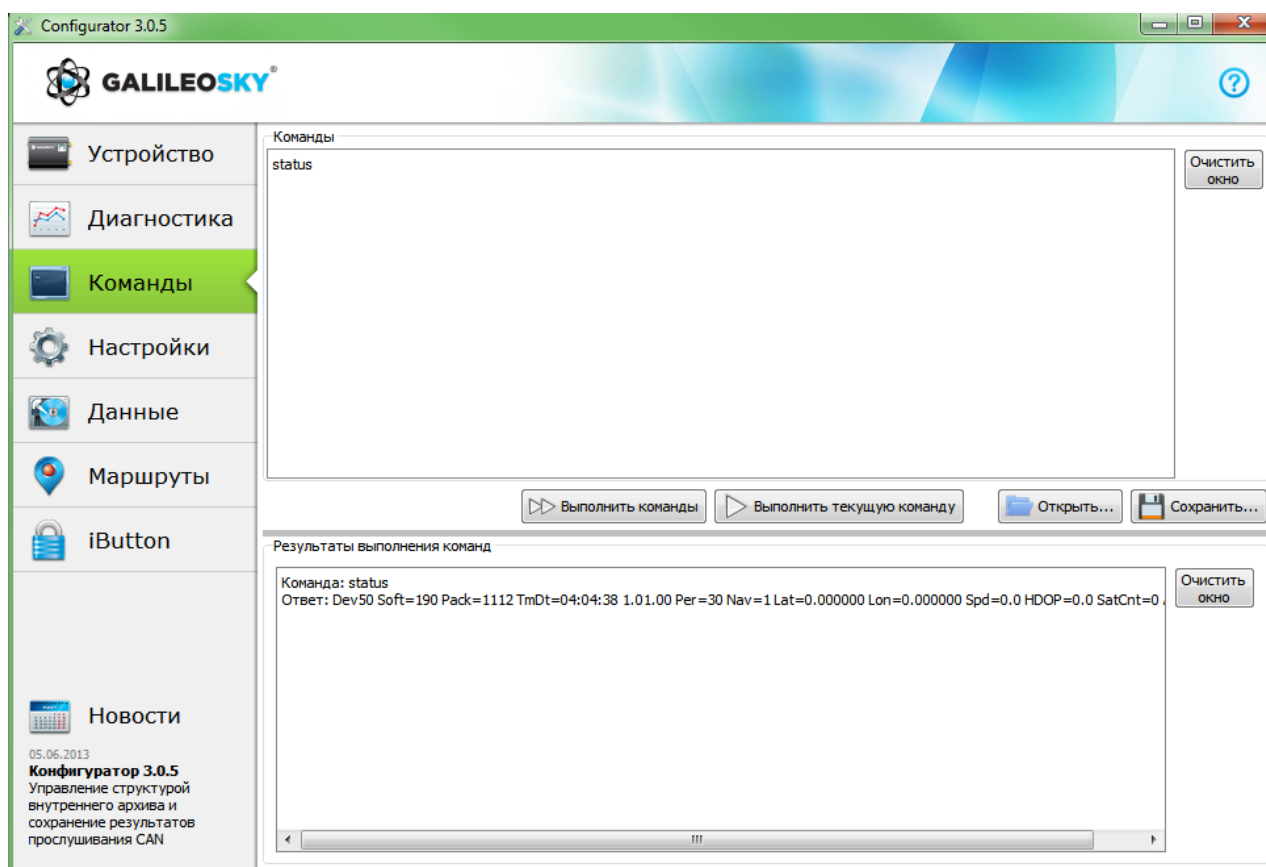 Configurator 3.0.5
GALILEOSKY®
Устройство
Диагностика
Команды
Настройки
Данные
Маршруты
iButton
Новости
05.06.2013
Конфигуратор 3.0.5
Управление структурой
внутреннего архива и
сохранение результатов
прослушивания CAN
Команды
status
Очистить
окно
Выполнить команды
Выполнить текущую команду
Открыть...
Сохранить...
Результаты выполнения команд
Команда: status
Ответ: Dev50 Soft=190 Pack=1112 TmDt=04:04:38 1.01.00 Per=30 Nav=1 Lat=0.000000 Lon=0.000000 Spd=0.0 HDOP=0.0 SatCnt=0
Очистить
окно